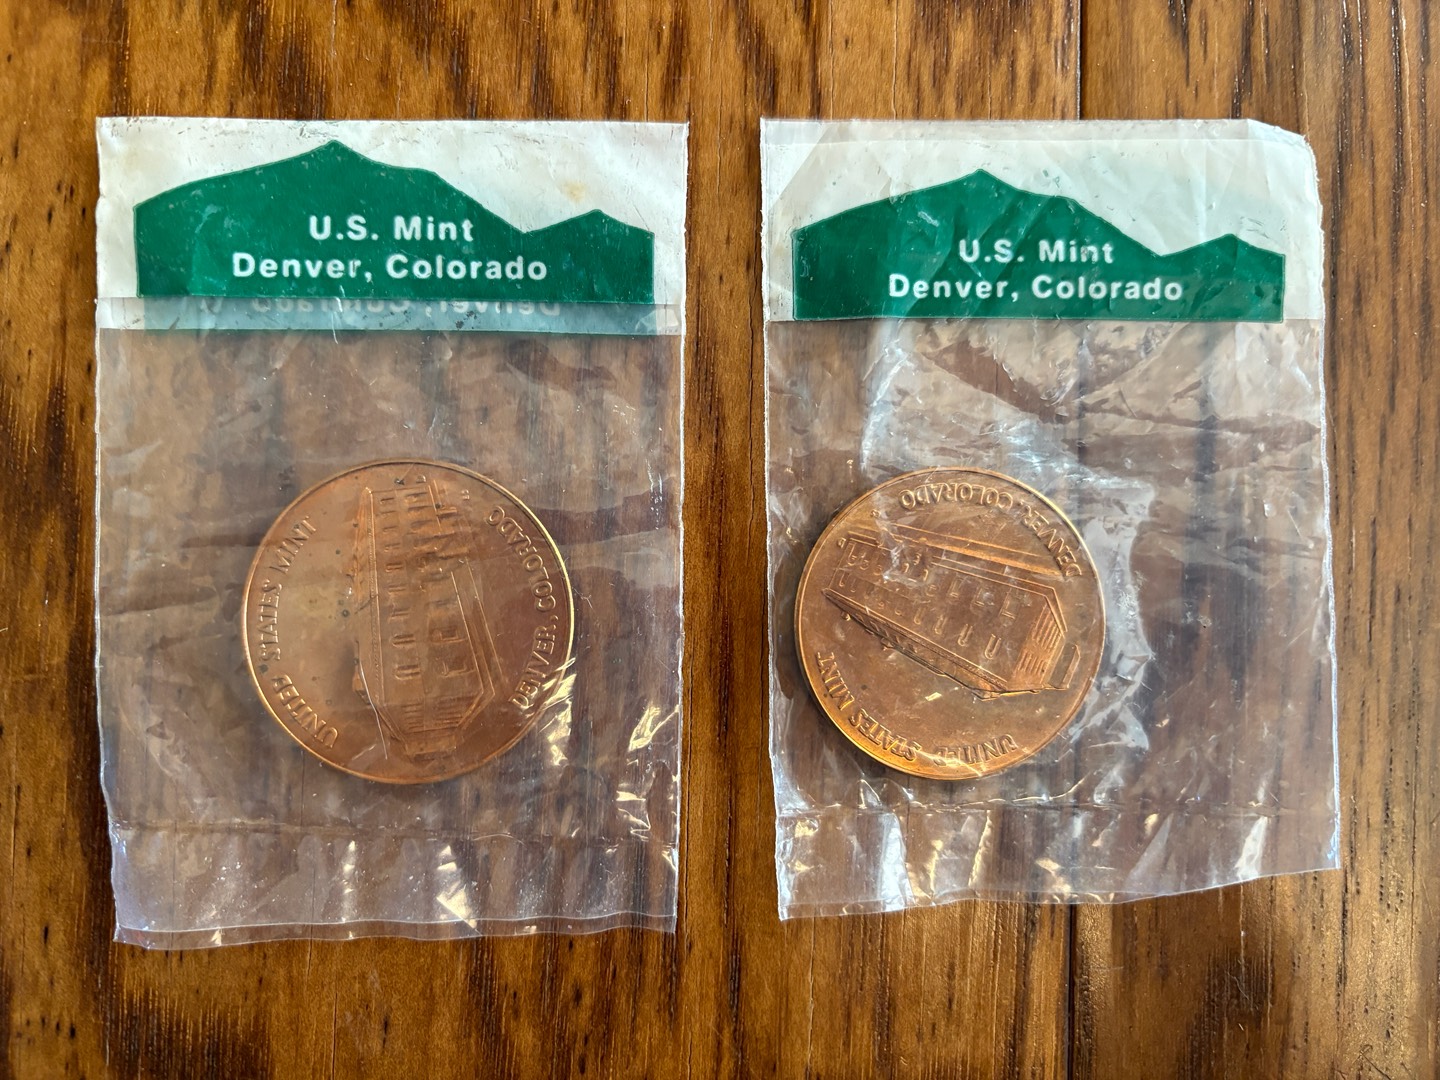 U.S. Mint
Denver, Colorado
UNITED STATES MINT
DENVER, COLORADO
U.S. Mint
Denver, Colorado
DENVER, COLORADO
UNITED STATES MINT